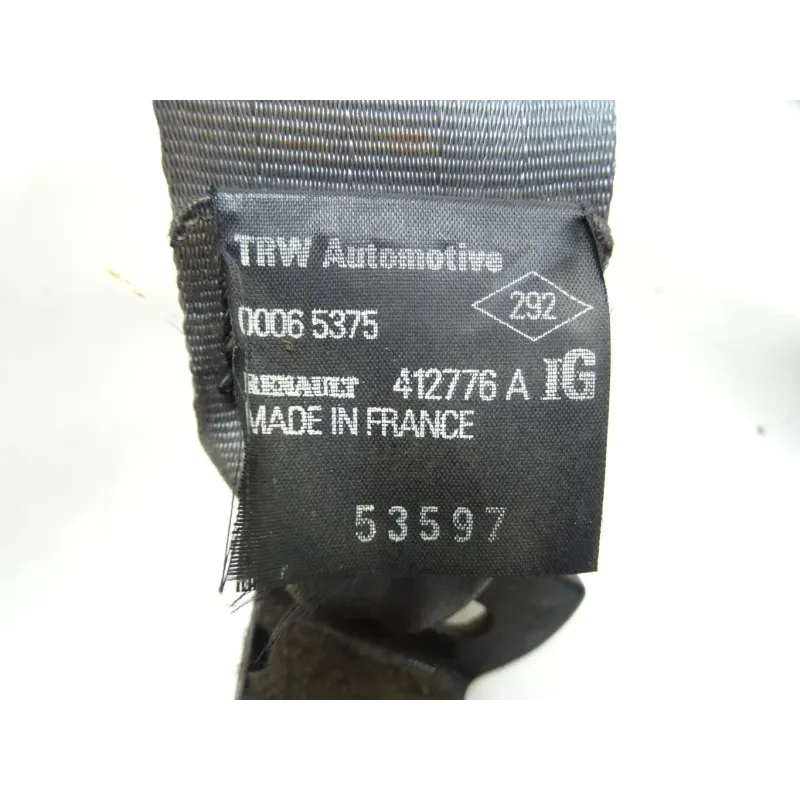 TRW Automotive
292
0006 5375
RENAULT 412776 A IG
MADE IN FRANCE
53597